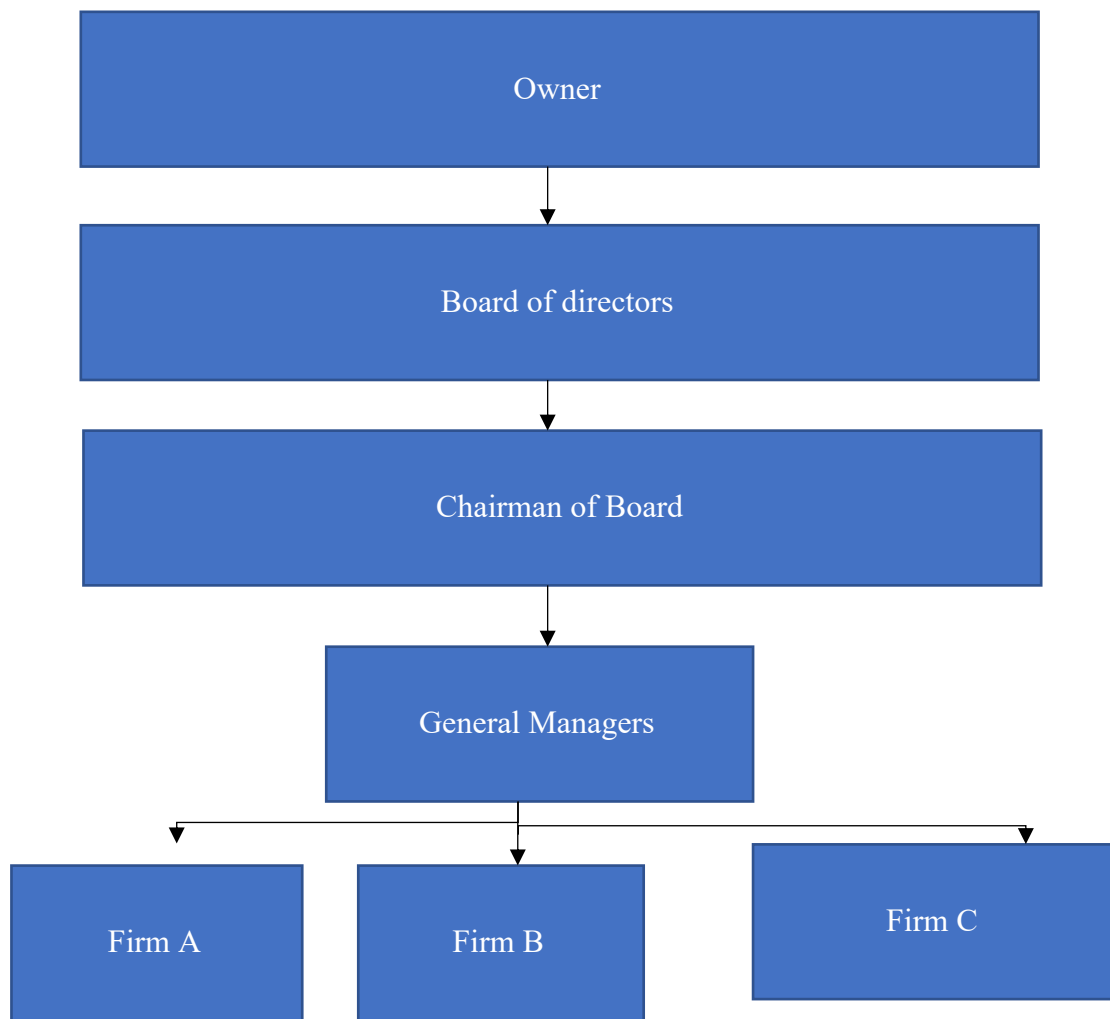 Owner
Board of directors
Chairman of Board
General Managers
Firm A
Firm B
Firm C